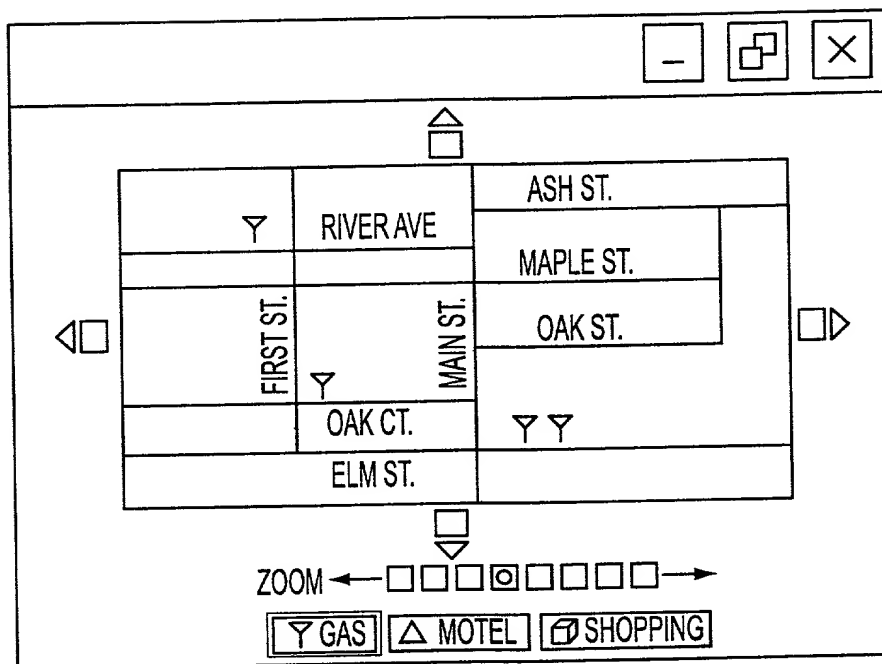 ASH ST.
RIVER AVE
MAPLE ST.
FIRST ST.
MAIN ST.
OAK ST.
OAK CT.
ELM ST.
ZOOM
GAS
MOTEL
SHOPPING